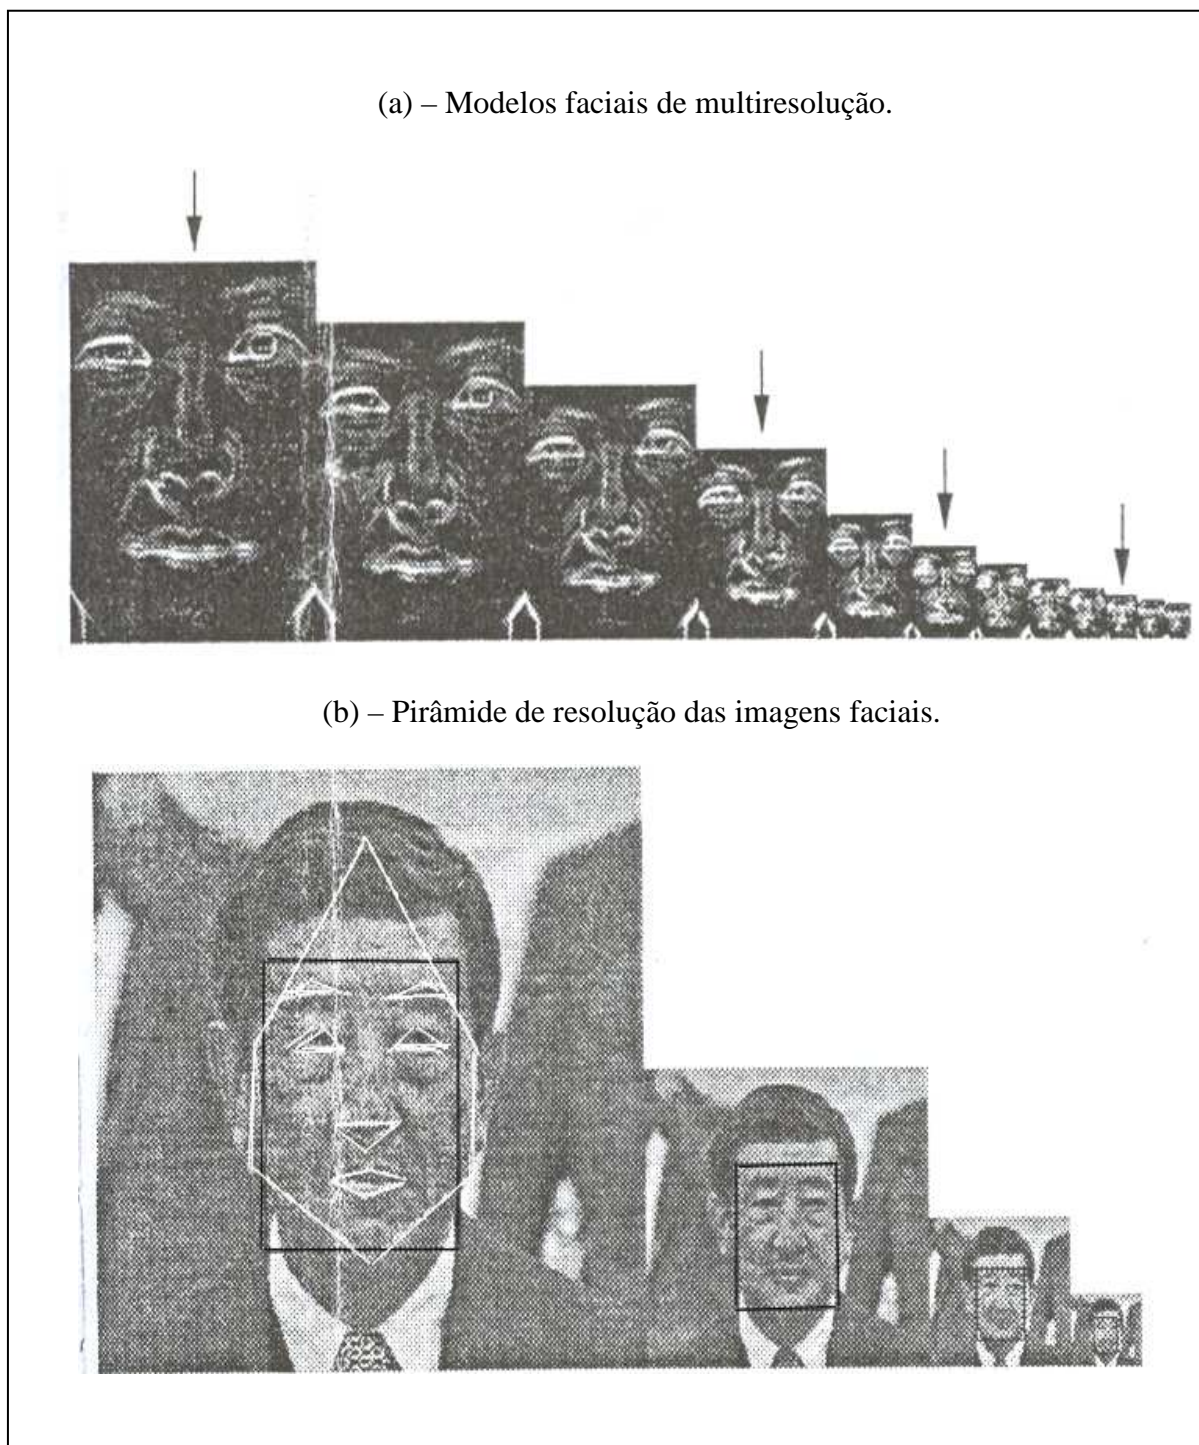 (a) – Modelos faciais de multiresolução.
(b) – Pirâmide de resolução das imagens faciais.